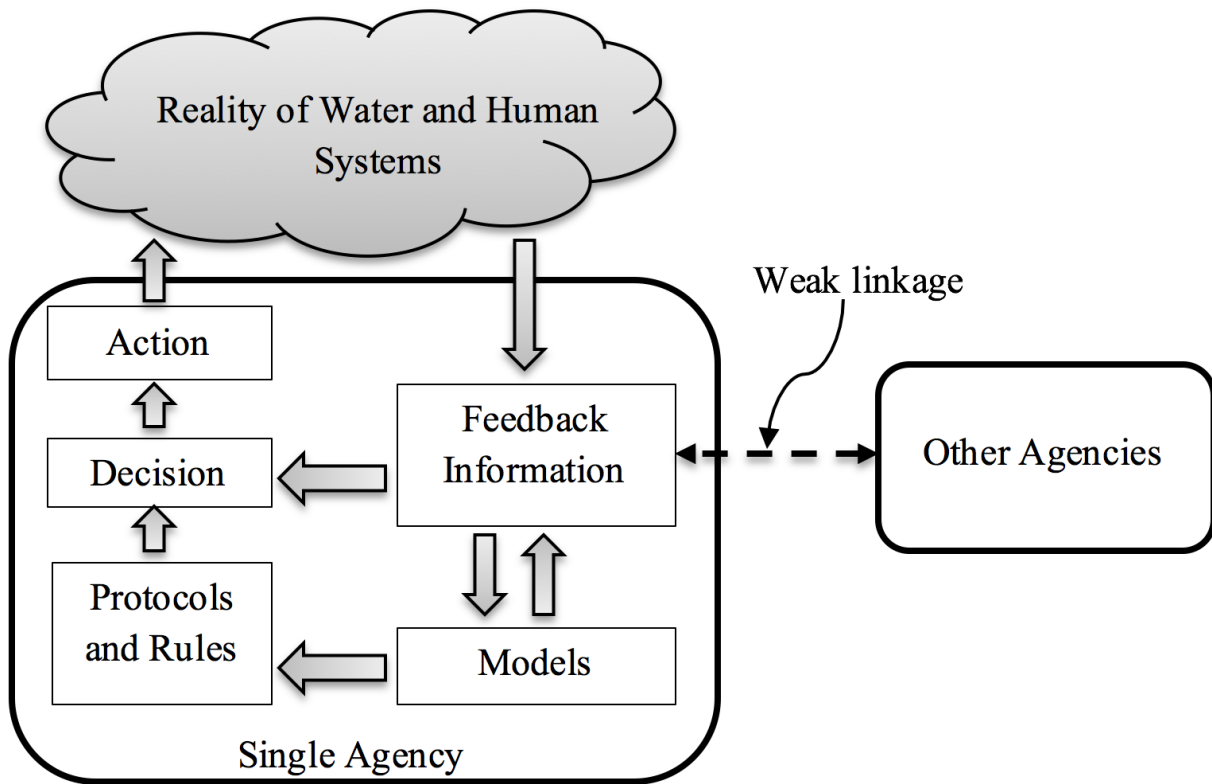 Reality of Water and Human
Systems
Weak linkage
Action
Feedback
Information
Decision
Other Agencies
Protocols
and Rules
Models
Single Agency